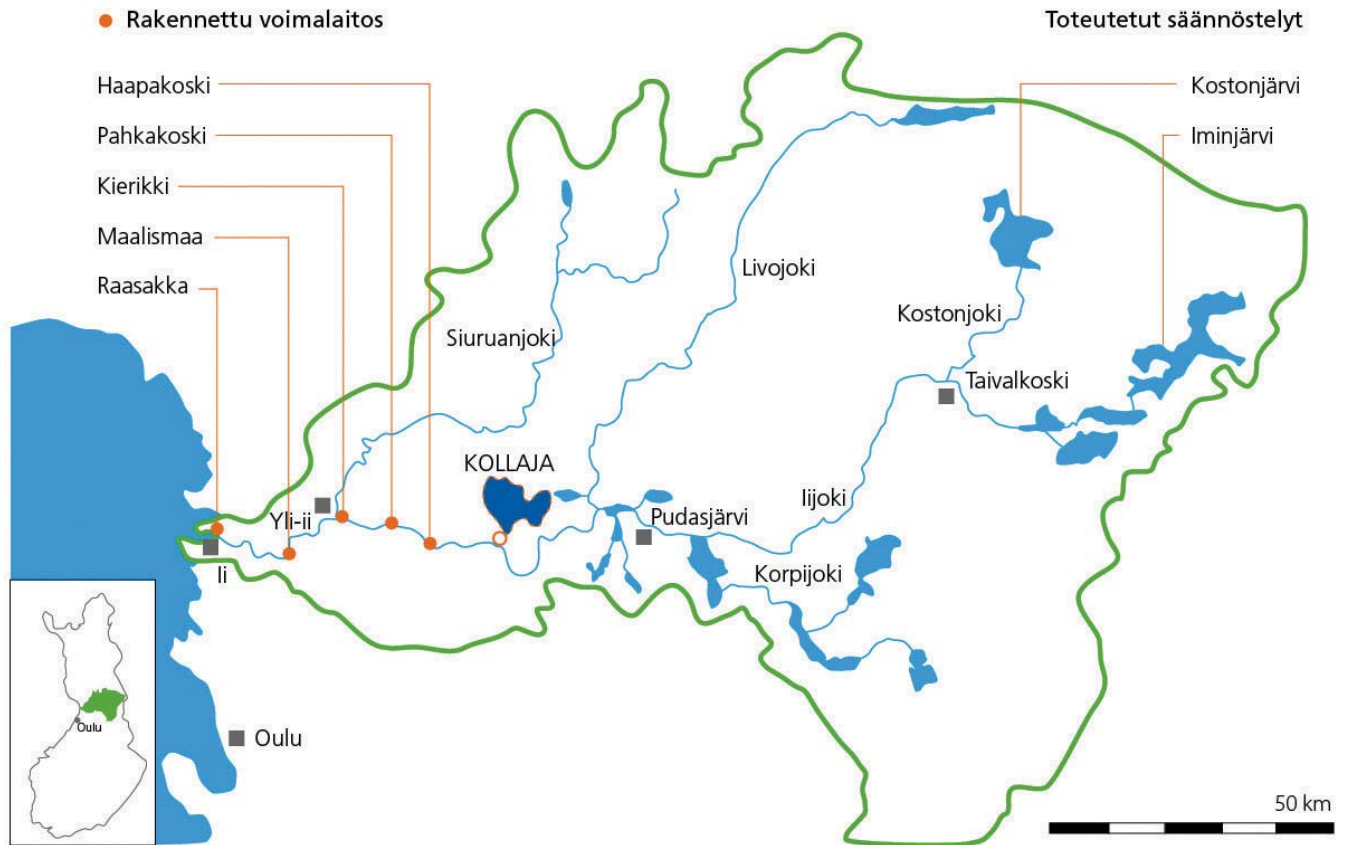 Rakennettu voimalaitos
Toteutetut säännöstelyt
Haapakoski
Pahkakoski
Kierikki
Maalismaa
Raasakka
Kostonjärvi
Iminjärvi
Livojoki
Kostonjoki
Siuruanjoki
Taivalkoski
KOLLAJA
Iijoki
Yli-ii
Pudasjärvi
Ii
Korpijoki
Oulu
Oulu
50 km